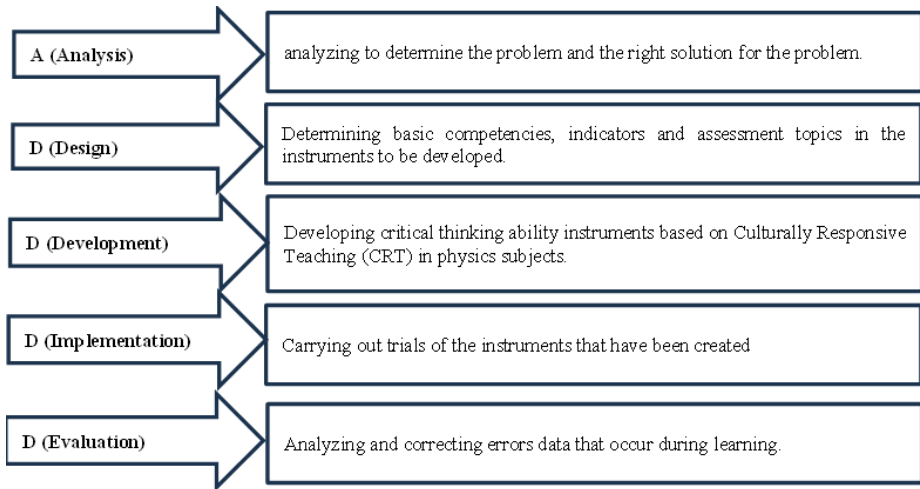 A (Analysis)
analyzing to determine the problem and the right solution for the problem.
D (Design)
Determining basic competencies, indicators and assessment topics in the
instruments to be developed.
D (Development)
Developing critical thinking ability instruments based on Culturally Responsive
Teaching (CRT) in physics subjects.
D (Implementation)
Carrying out trials of the instruments that have been created
D (Evaluation)
Analyzing and correcting errors data that occur during learning.